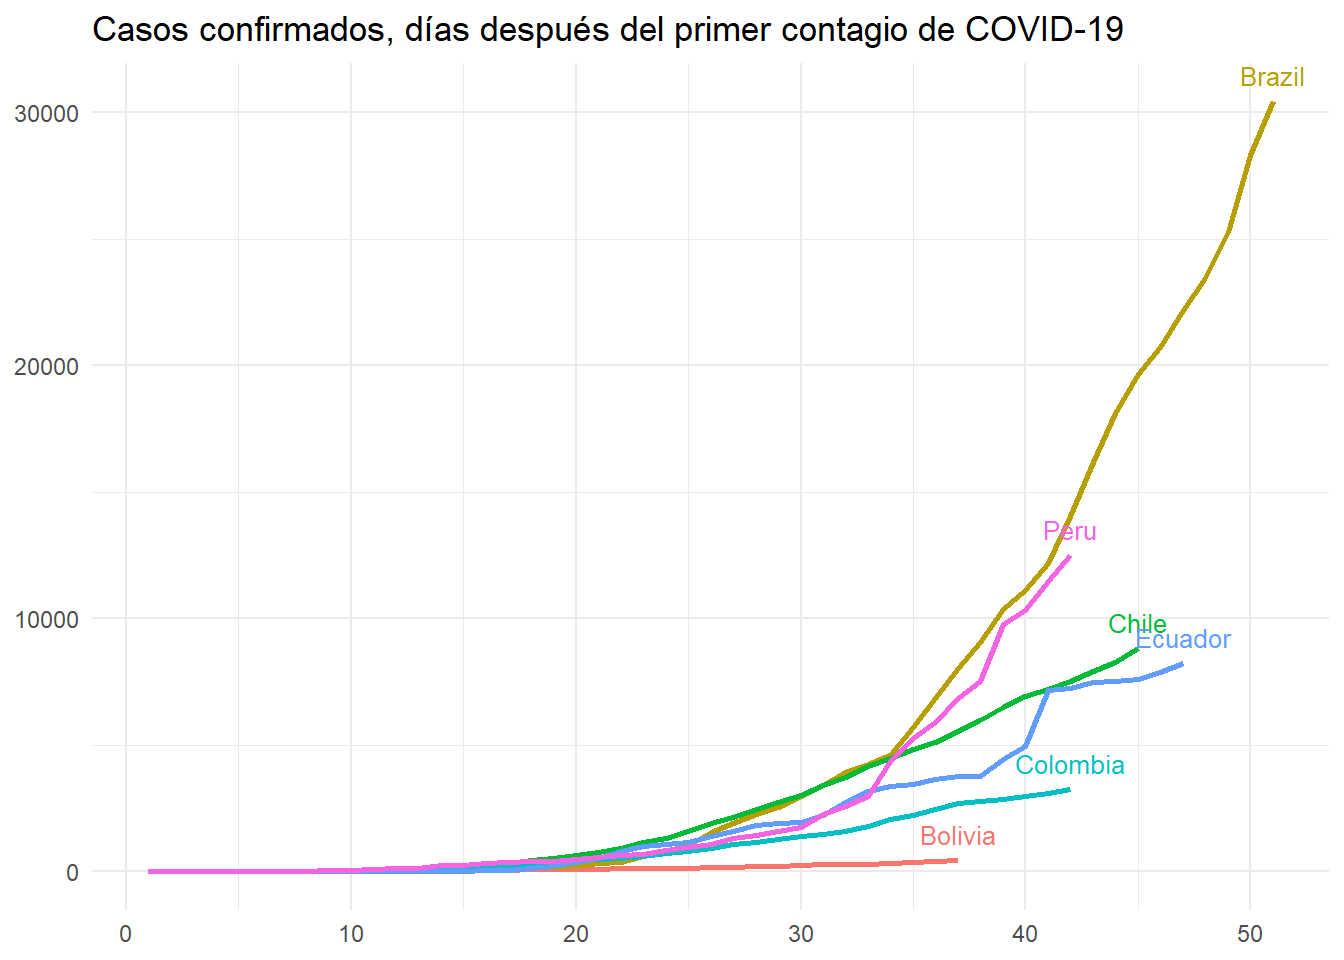 Casos confirmados, días después del primer contagio de COVID-19
Brazil
30000
20000
Peru
10000
Chile
Ecuador
Colombia
Bolivia
0
0 10 20 30 40 50